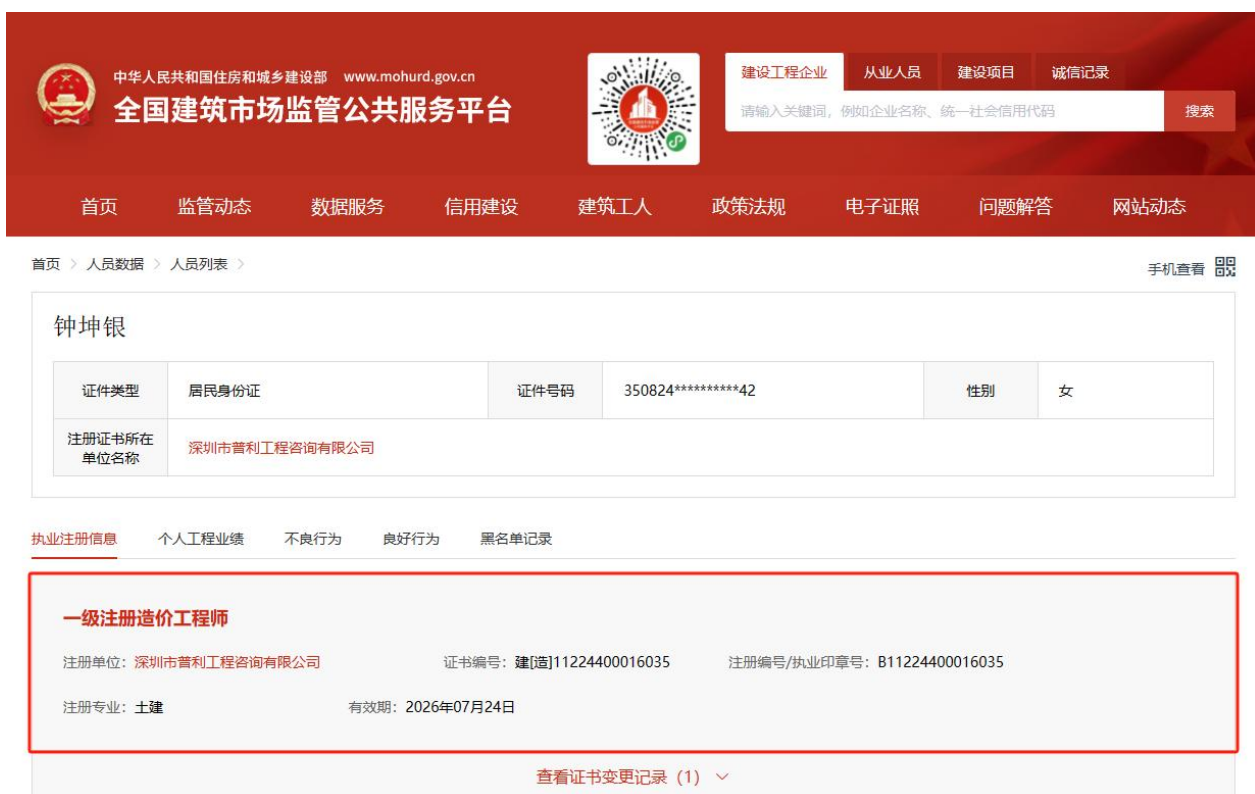 中华人民共和国住房和城乡建设部 www.mohurd.gov.cn
全国建筑市场监管公共服务平台
建设工程企业 从业人员 建设项目 诚信记录
请输入关键词，例如企业名称、统一社会信用代码 搜索
首页 监管动态 数据服务 信用建设 建筑工人 政策法规 电子证照 问题解答 网站动态
首页 > 人员数据 > 人员列表 >
手机查看
钟坤银
证件类型 居民身份证 证件号码 350824**********42 性别 女
注册证书所在
单位名称
深圳市普利工程咨询有限公司
执业注册信息 个人工程业绩 不良行为 良好行为 黑名单记录
一级注册造价工程师
注册单位：深圳市普利工程咨询有限公司 证书编号：建[造]11224400016035 注册编号/执业印章号：B11224400016035
注册专业：土建 有效期：2026年07月24日
查看证书变更记录（1）